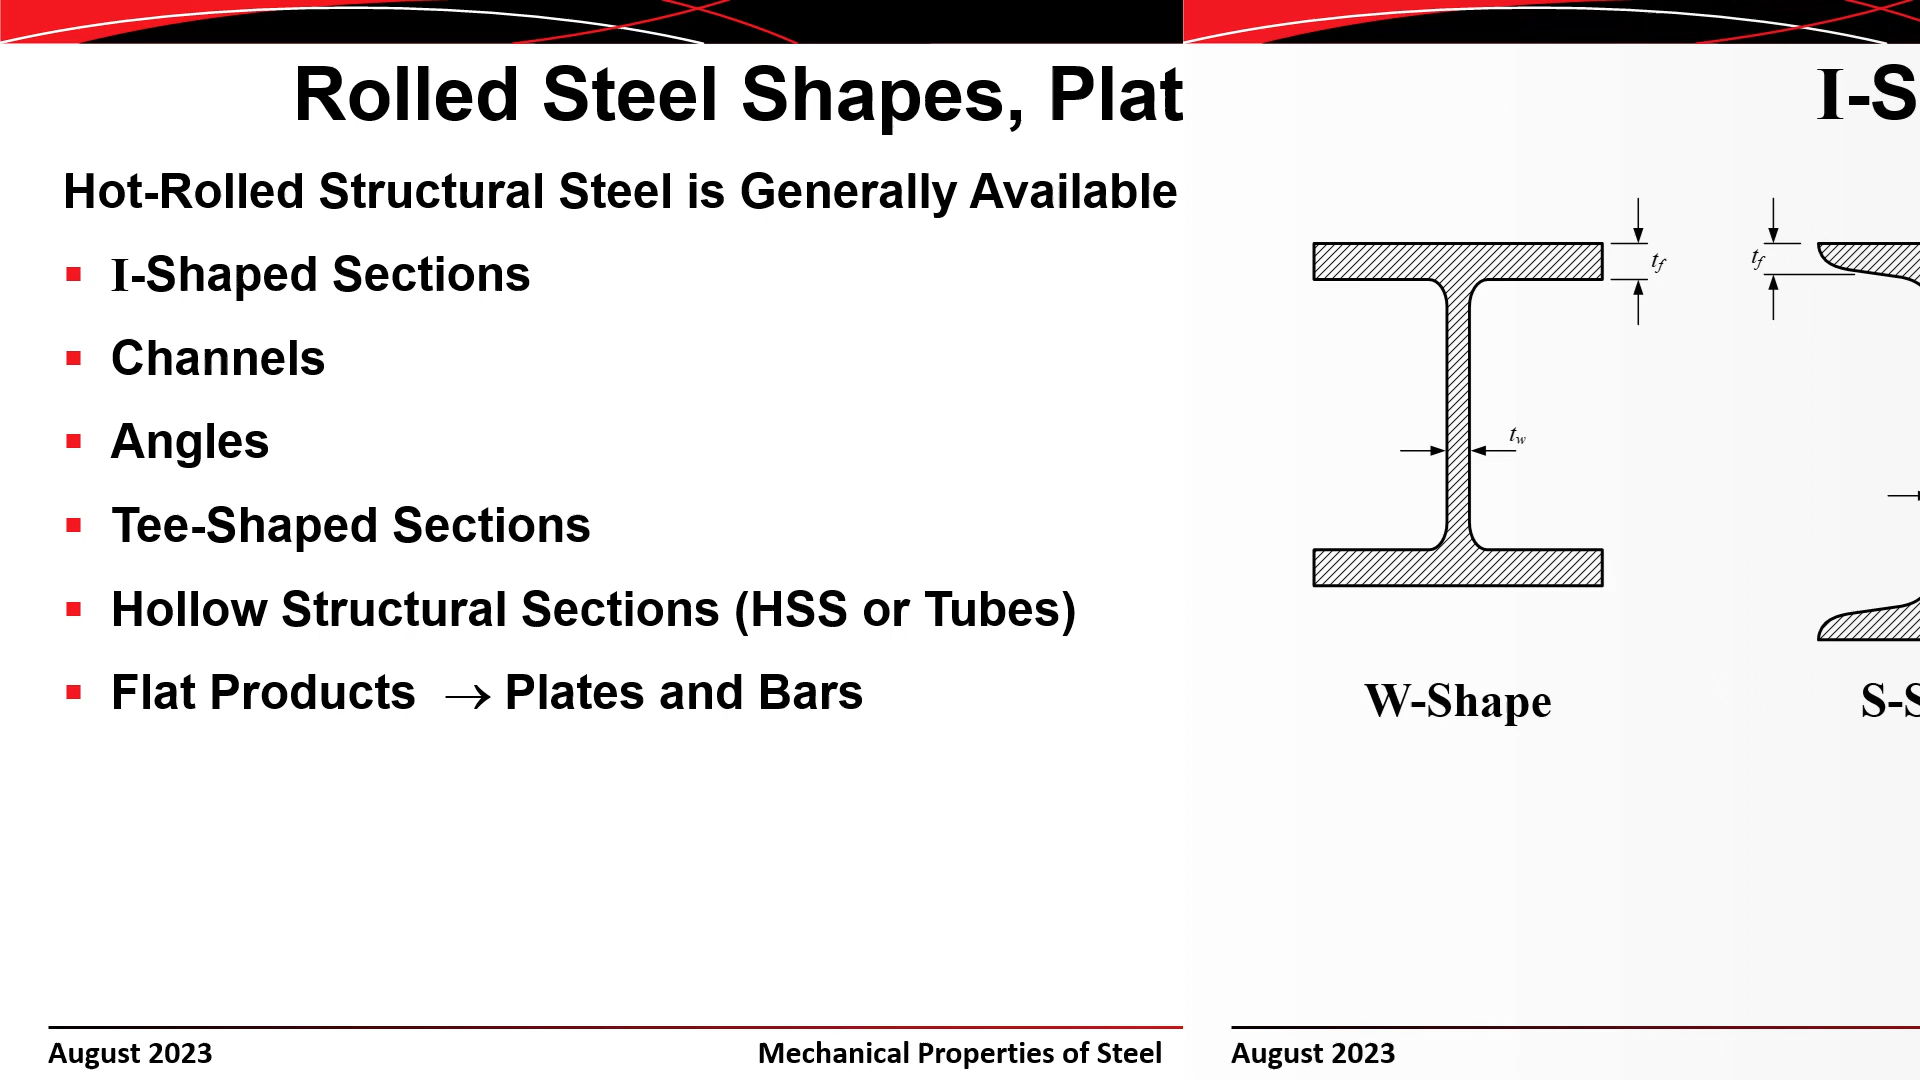 Rolled Steel Shapes, Plat
Hot-Rolled Structural Steel is Generally Available
▪ I-Shaped Sections
▪ Channels
▪ Angles
▪ Tee-Shaped Sections
▪ Hollow Structural Sections (HSS or Tubes)
▪ Flat Products → Plates and Bars
August 2023
Mechanical Properties of Steel
I-S
tf
tf
tw
W-Shape
S-S
August 2023